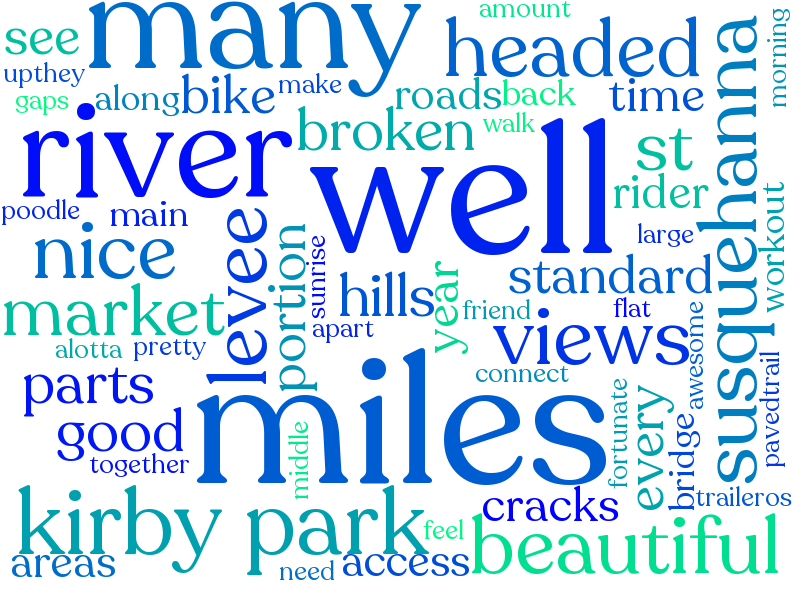 amount
see
many
headed
morning
upthey
make
gaps
along
bike
roads
back
time
river
broken
walk
well
st
susquehanna
rider
poodle
main
levee
large
workout
nice
portion
sunrise
hills
year
standard
market
friend
flat
apart
views
awesome
alotta
pretty
parts
miles
connect
pavedtrail
good
fortunate
every
bridge
together
middle
kirby park
cracks
traileros
feel
beautiful
areas
need
access